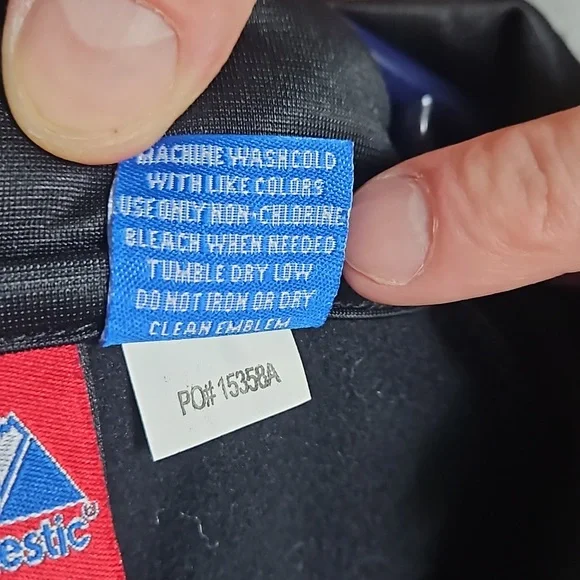 MACHINE WASH COLD
WITH LIKE COLORS
USE ONLY NON-CHLORINE
BLEACH WHEN NEEDED
TUMBLE DRY LOW
DO NOT IRON OR DRY
CLEAN EMBLEM
PO# 15358A
estic®